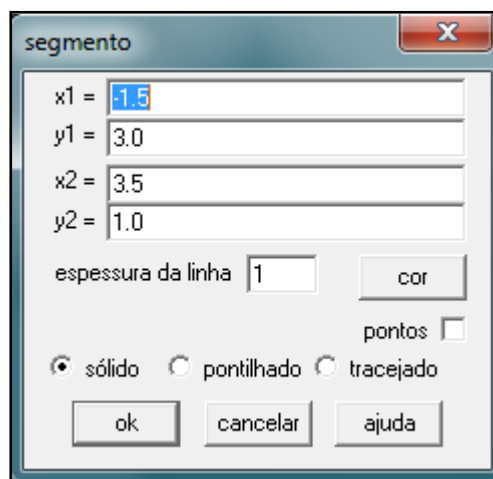 segmento
x1 = -1.5
y1 = 3.0
x2 = 3.5
y2 = 1.0
espessura da linha 1 cor
pontos
sólido pontilhado tracejado
ok cancelar ajuda